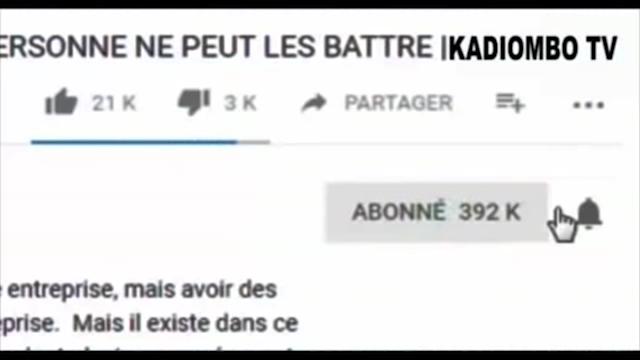 ERSONNE NE PEUT LES BATTRE | KADIOMBO TV
21 K 3 K PARTAGER
ABONNÉ 392 K
entreprise, mais avoir des
eprise. Mais il existe dans ce